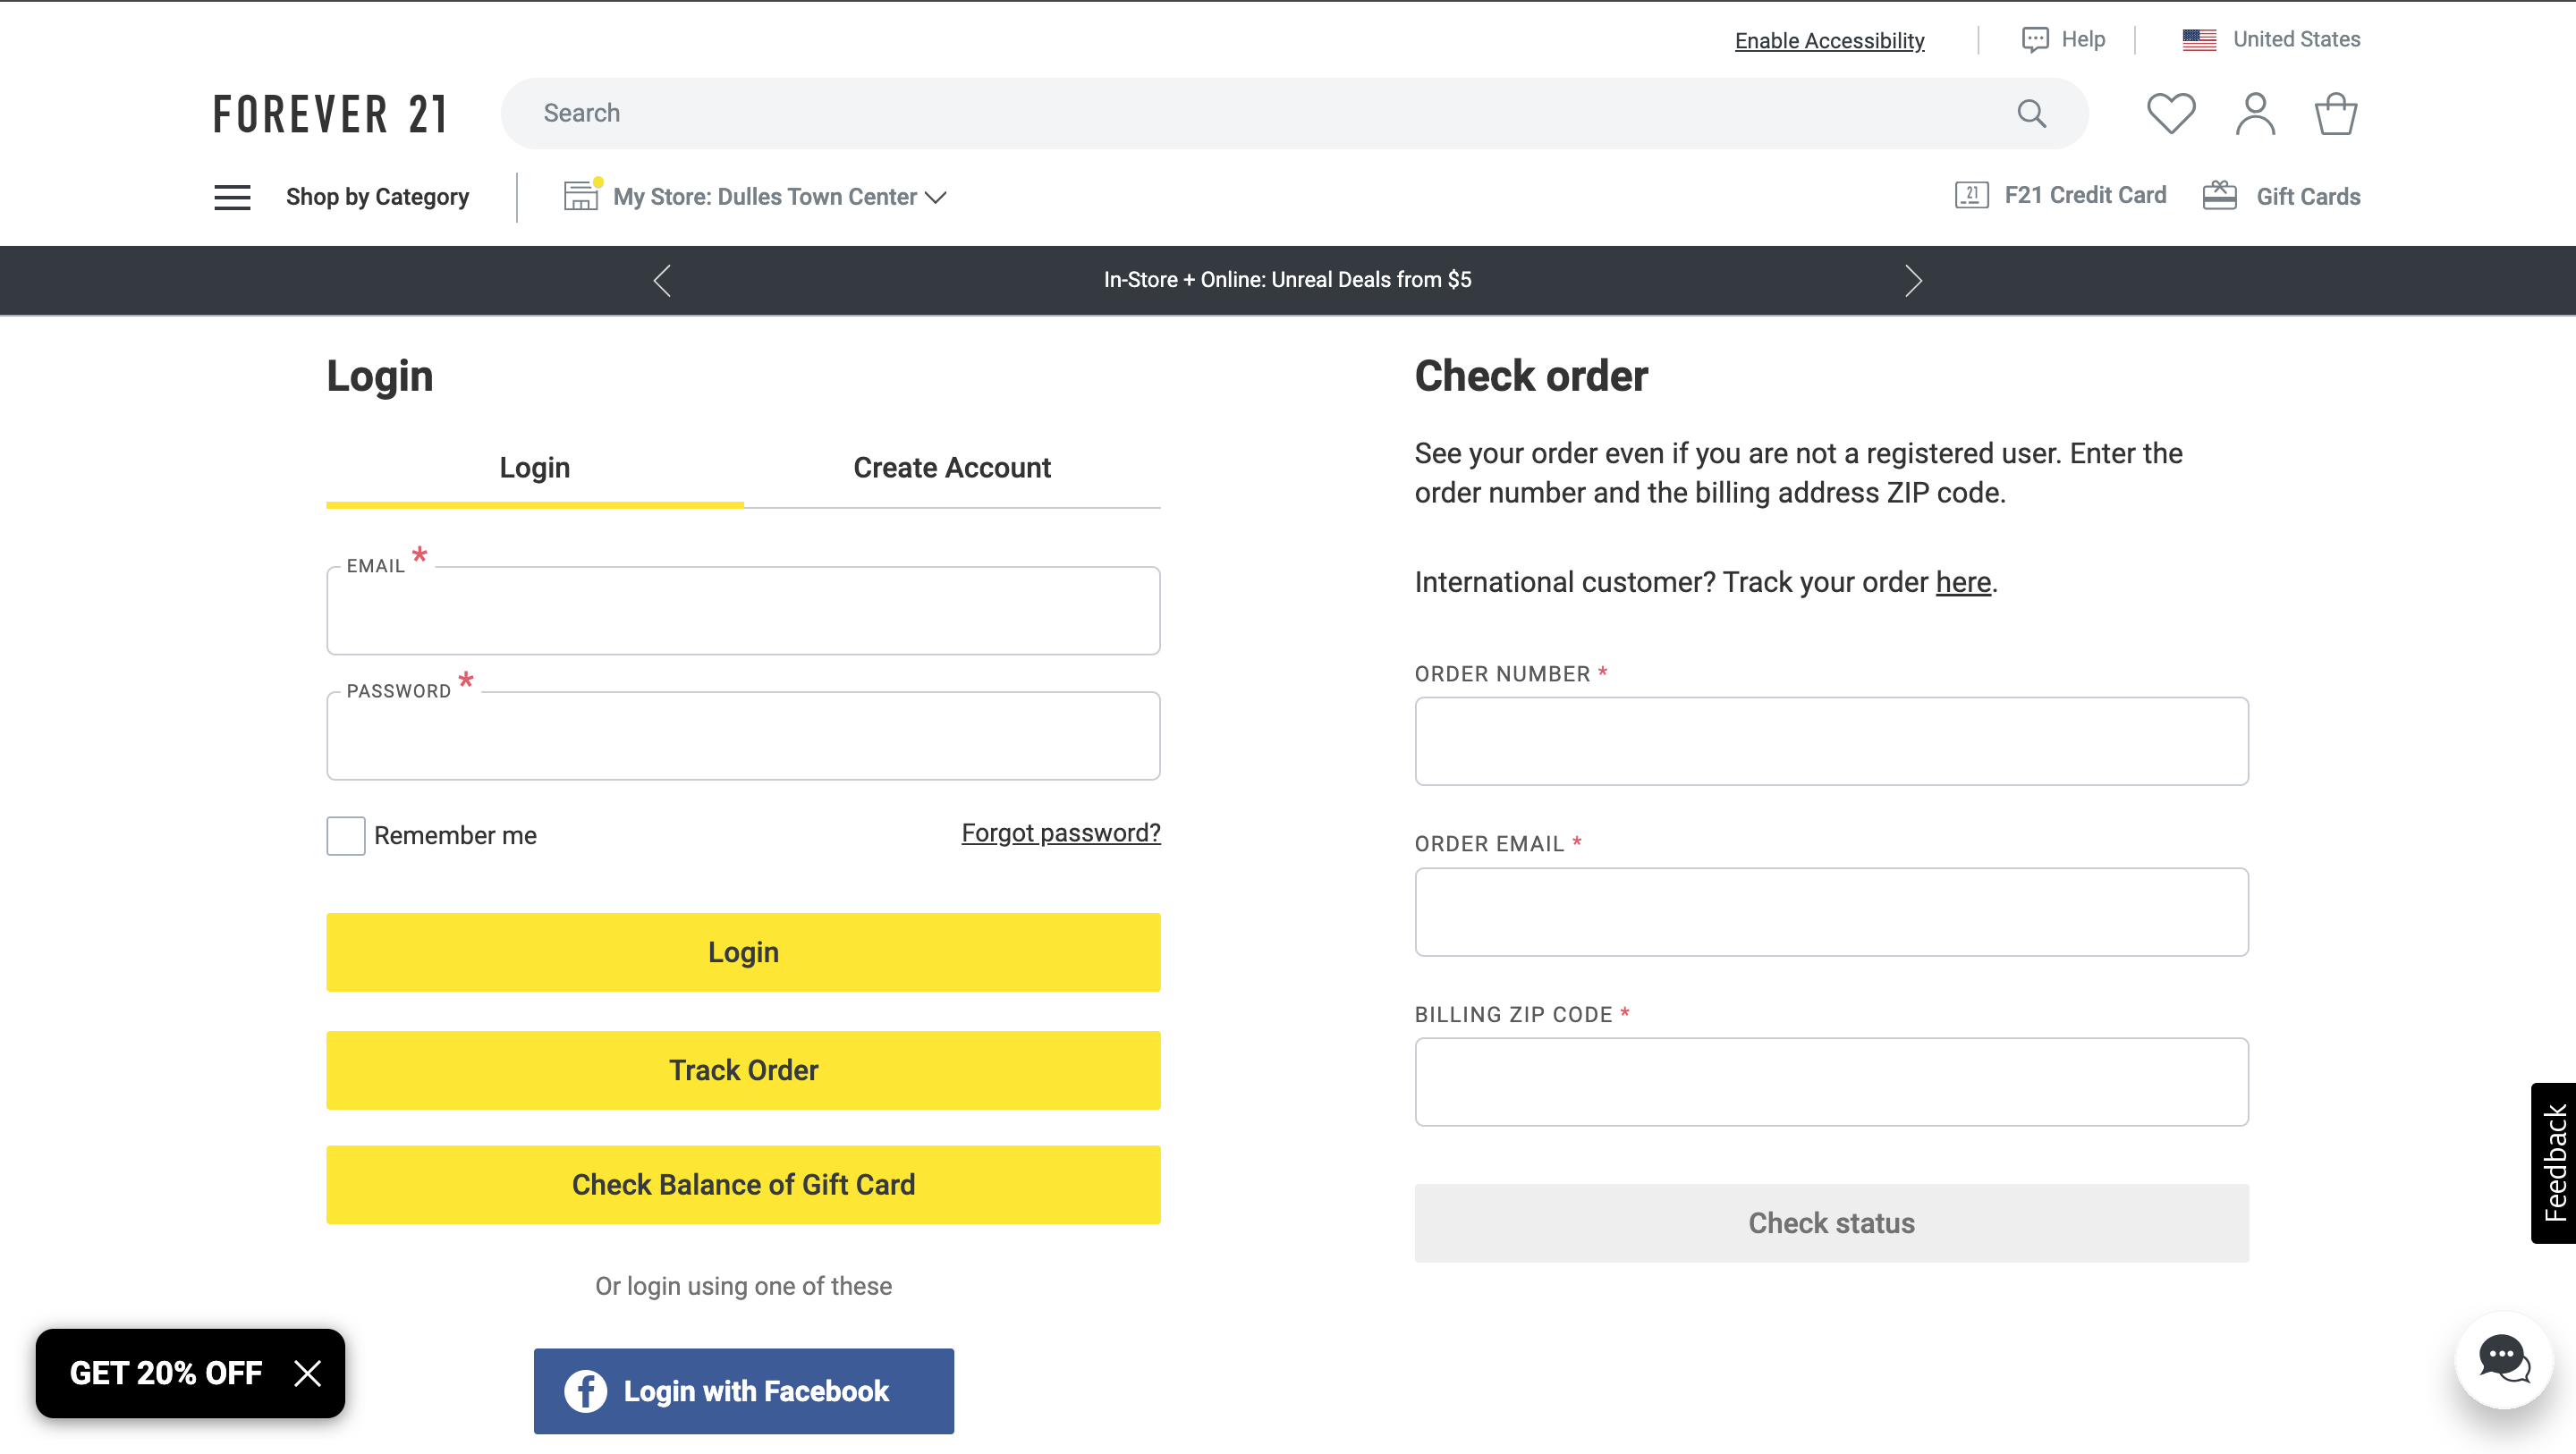 Enable Accessibility
Help
United States
FOREVER 21
Search
Shop by Category
My Store: Dulles Town Center
21
F21 Credit Card
Gift Cards
In-Store + Online: Unreal Deals from $5
Login
Login
Create Account
EMAIL *
PASSWORD *
Remember me
Forgot password?
Login
Track Order
Check Balance of Gift Card
Or login using one of these
Login with Facebook
Check order
See your order even if you are not a registered user. Enter the
order number and the billing address ZIP code.
International customer? Track your order here.
ORDER NUMBER *
ORDER EMAIL *
BILLING ZIP CODE *
Check status
Feedback
GET 20% OFF